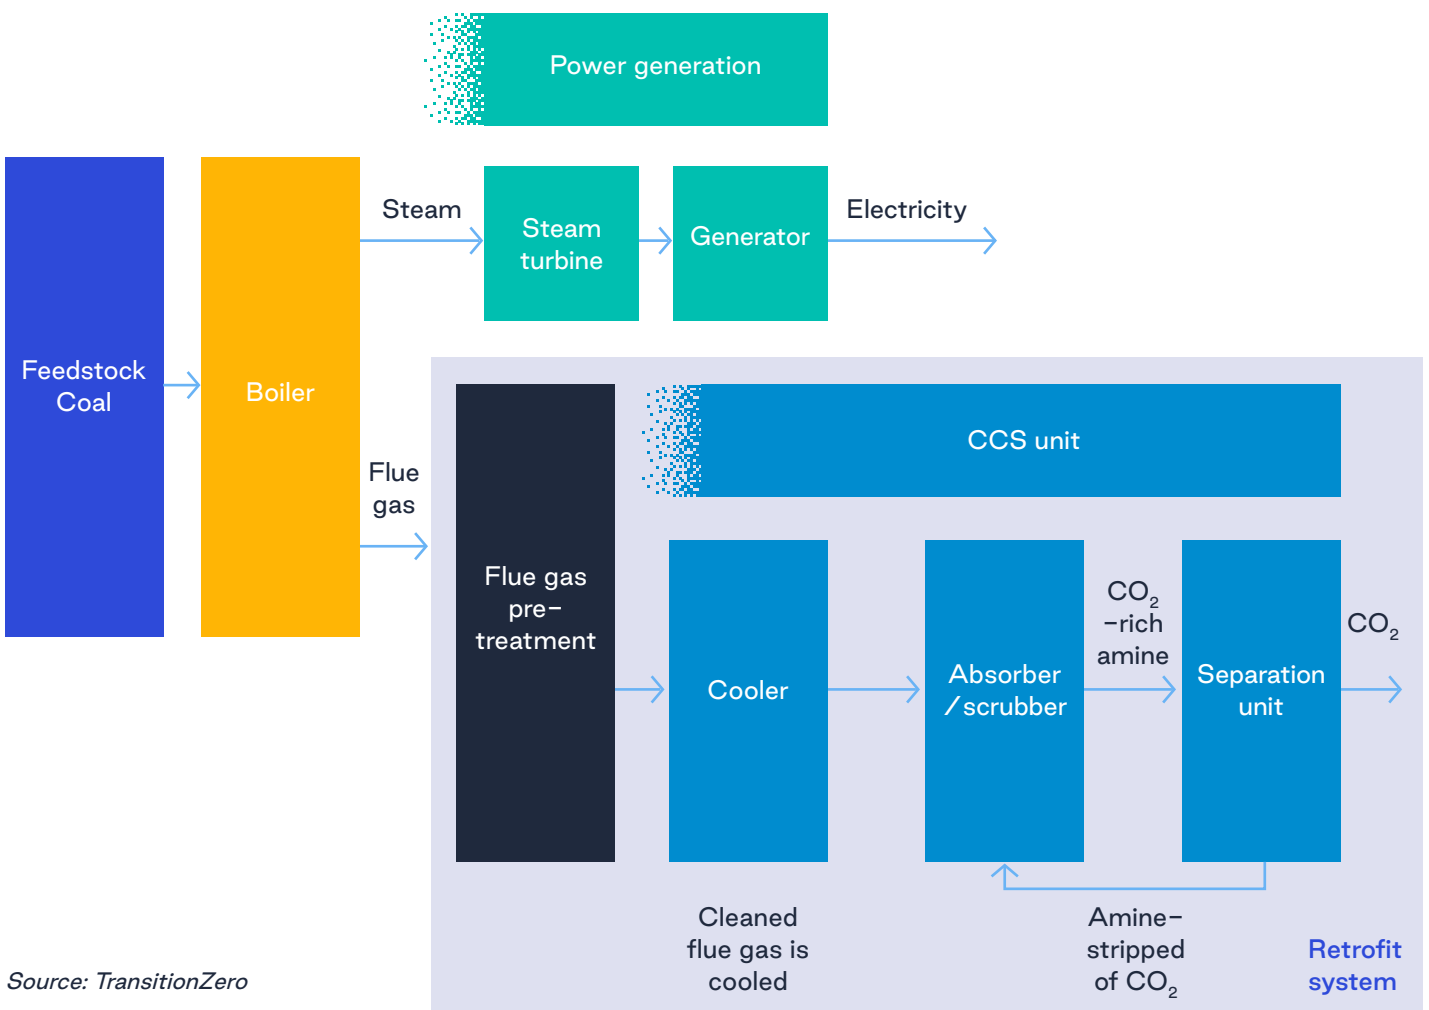 Power generation
Feedstock
Coal
Boiler
Steam
Steam
turbine
Generator
Electricity
Flue
gas
Flue gas
pre-
treatment
CCS unit
Cooler
Absorber
/scrubber
CO₂
-rich
amine
Separation
unit
CO₂
Cleaned
flue gas is
cooled
Amine-
stripped
of CO₂
Retrofit
system
Source: TransitionZero